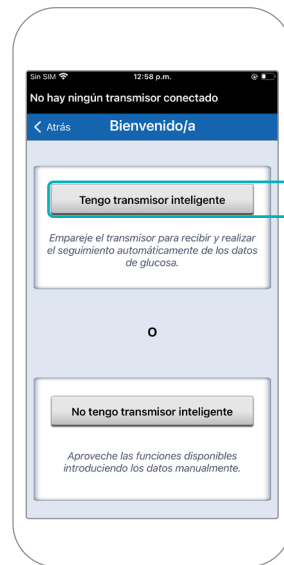 Sin SIM 12:58 p.m.
No hay ningún transmisor conectado
Atrás Bienvenido/a
Tengo transmisor inteligente
Empareje el transmisor para recibir y realizar
el seguimiento automáticamente de los datos
de glucosa.
O
No tengo transmisor inteligente
Aproveche las funciones disponibles
introduciendo los datos manualmente.